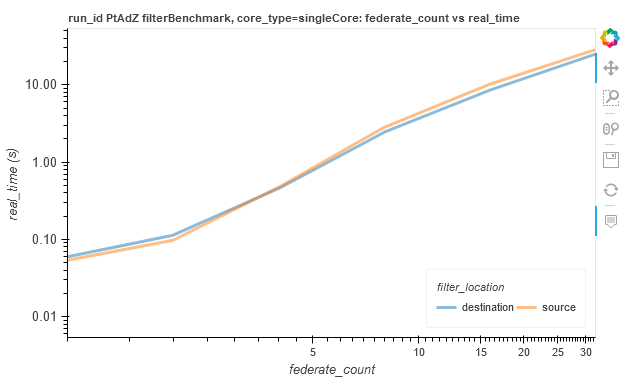 run_id PtAdZ filterBenchmark, core_type=singleCore: federate_count vs real_time
10.00
1.00
0.10
0.01
real_time (s)
filter_location
destination source
5 10 15 20 25 30
federate_count